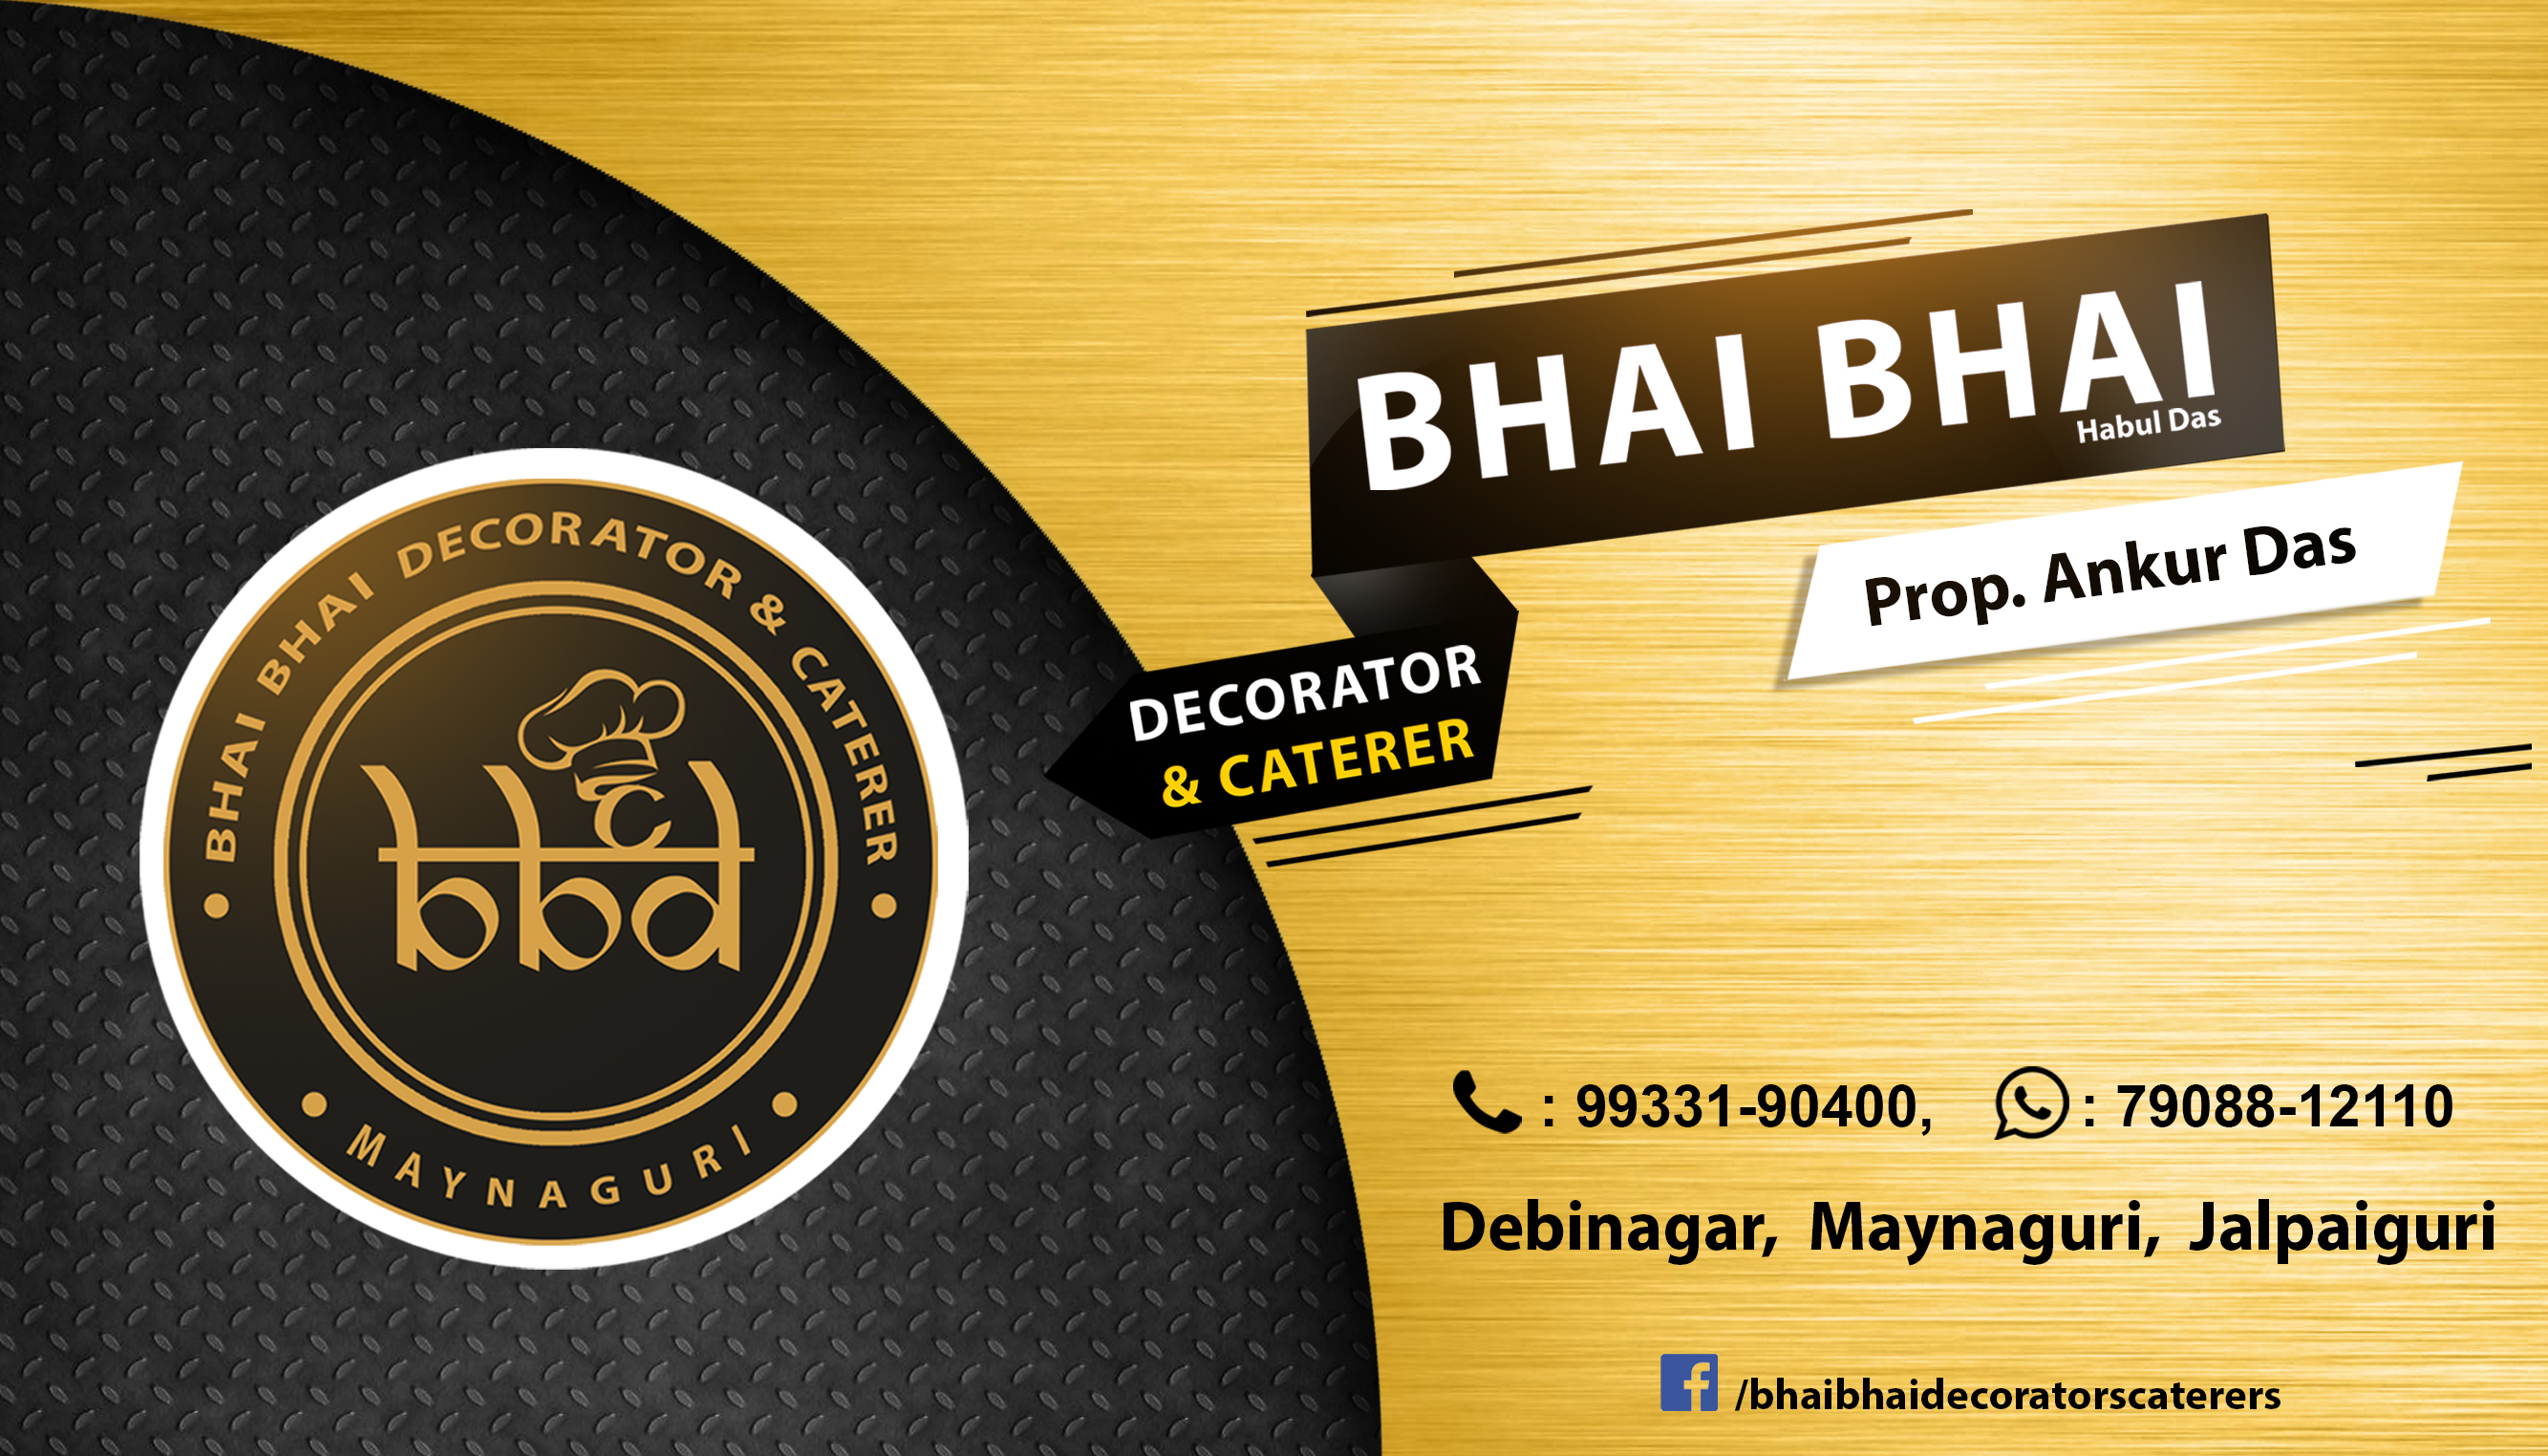 BHAI BHAI DECORATOR & CATERER
bbdc
MAYNAGURI
BHAI BHAI
Habul Das
Prop. Ankur Das
DECORATOR
& CATERER
: 99331-90400, : 79088-12110
Debinagar, Maynaguri, Jalpaiguri
f /bhaibhaidecoratorscaterers